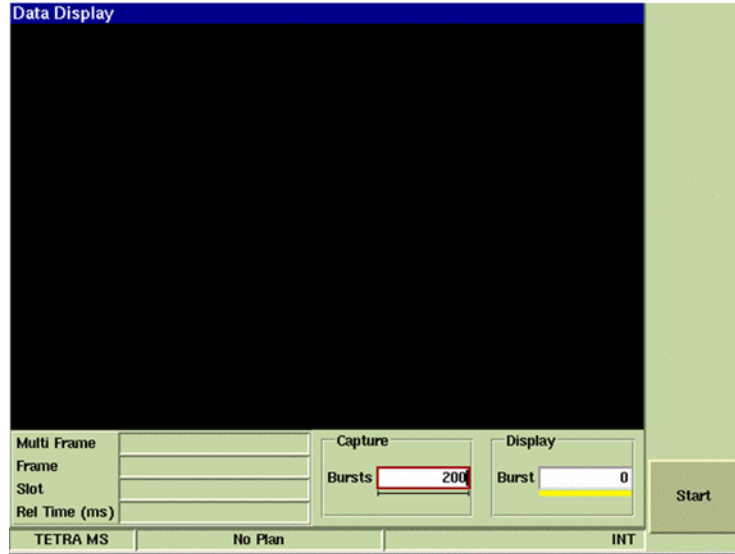 Data Display
Multi Frame
Frame
Slot
Rel Time (ms)
Capture
Bursts 200
Display
Burst 0
Start
TETRA MS No Plan INT